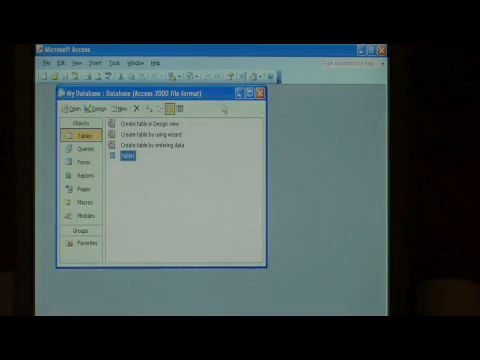 Microsoft Access
File Edit View Insert Tools Window Help
Type a question for help
My Database : Database (Access 2000 file format)
Open Design New
Objects
Tables
Queries
Forms
Reports
Pages
Macros
Modules
Groups
Favorites
Create table in Design view
Create table by using wizard
Create table by entering data
Table1